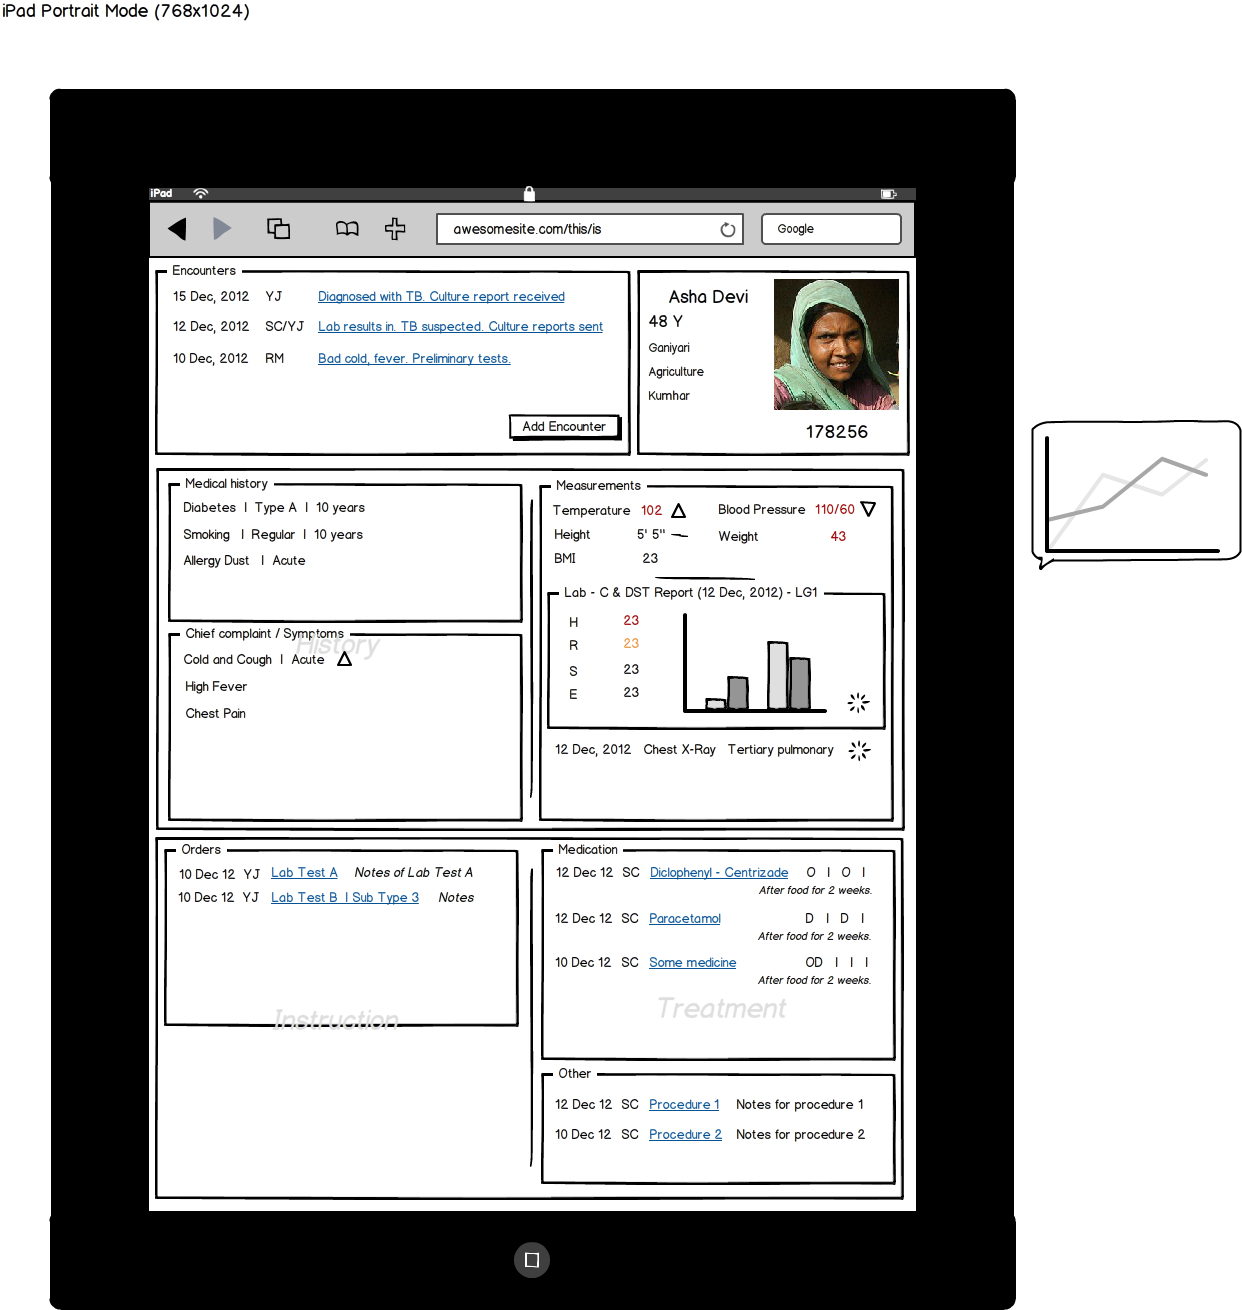 iPad Portrait Mode (768x1024)
iPad
awesomesite.com/this/is
Google
Encounters
15 Dec, 2012 YJ Diagnosed with TB. Culture report received
12 Dec, 2012 SC/YJ Lab results in. TB suspected. Culture reports sent
10 Dec, 2012 RM Bad cold, fever. Preliminary tests.
Add Encounter
Asha Devi
48 Y
Ganiyari
Agriculture
Kumhar
178256
Medical history
Diabetes | Type A | 10 years
Smoking | Regular | 10 years
Allergy Dust | Acute
Chief complaint / Symptoms
History
Cold and Cough | Acute
High Fever
Chest Pain
Measurements
Temperature 102 Blood Pressure 110/60
Height 5' 5" Weight 43
BMI 23
Lab - C & DST Report (12 Dec, 2012) - LG1
H 23
R 23
S 23
E 23
12 Dec, 2012 Chest X-Ray Tertiary pulmonary
Orders
10 Dec 12 YJ Lab Test A Notes of Lab Test A
10 Dec 12 YJ Lab Test B | Sub Type 3 Notes
Instruction
Medication
12 Dec 12 SC Diclophenyl - Centrizade O | O |
After food for 2 weeks.
12 Dec 12 SC Paracetamol D | D |
After food for 2 weeks.
10 Dec 12 SC Some medicine OD | | |
After food for 2 weeks.
Treatment
Other
12 Dec 12 SC Procedure 1 Notes for procedure 1
10 Dec 12 SC Procedure 2 Notes for procedure 2